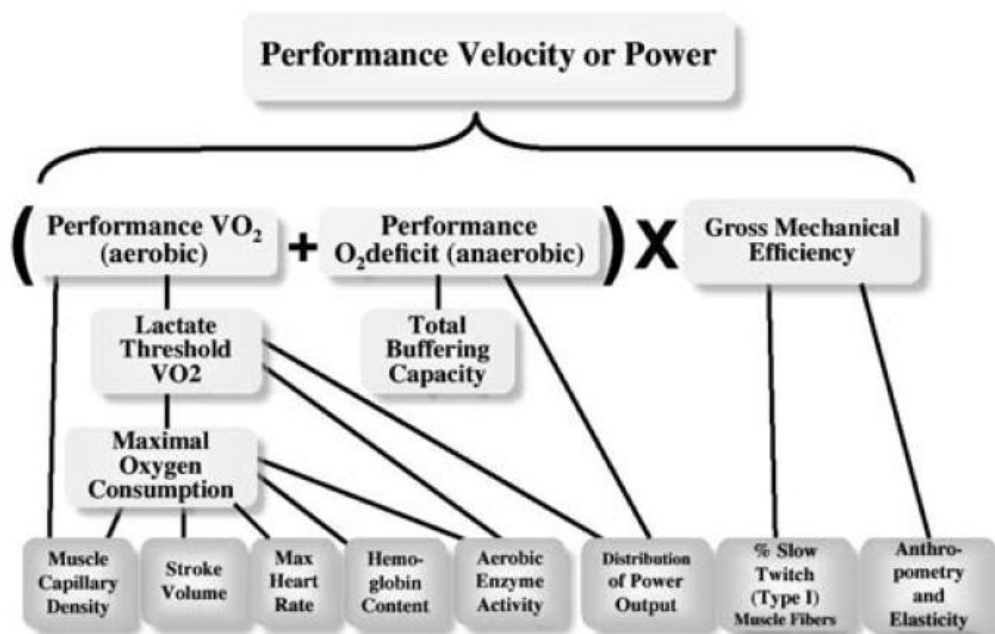 Performance Velocity or Power
(
Performance VO₂
(aerobic)
+
Performance
O₂deficit (anaerobic)
)
X
Gross Mechanical
Efficiency
Lactate
Threshold
VO2
Total
Buffering
Capacity
Maximal
Oxygen
Consumption
Muscle
Capillary
Density
Stroke
Volume
Max
Heart
Rate
Hemo-
globin
Content
Aerobic
Enzyme
Activity
Distribution
of Power
Output
% Slow
Twitch
(Type I)
Muscle Fibers
Anthro-
pometry
and
Elasticity